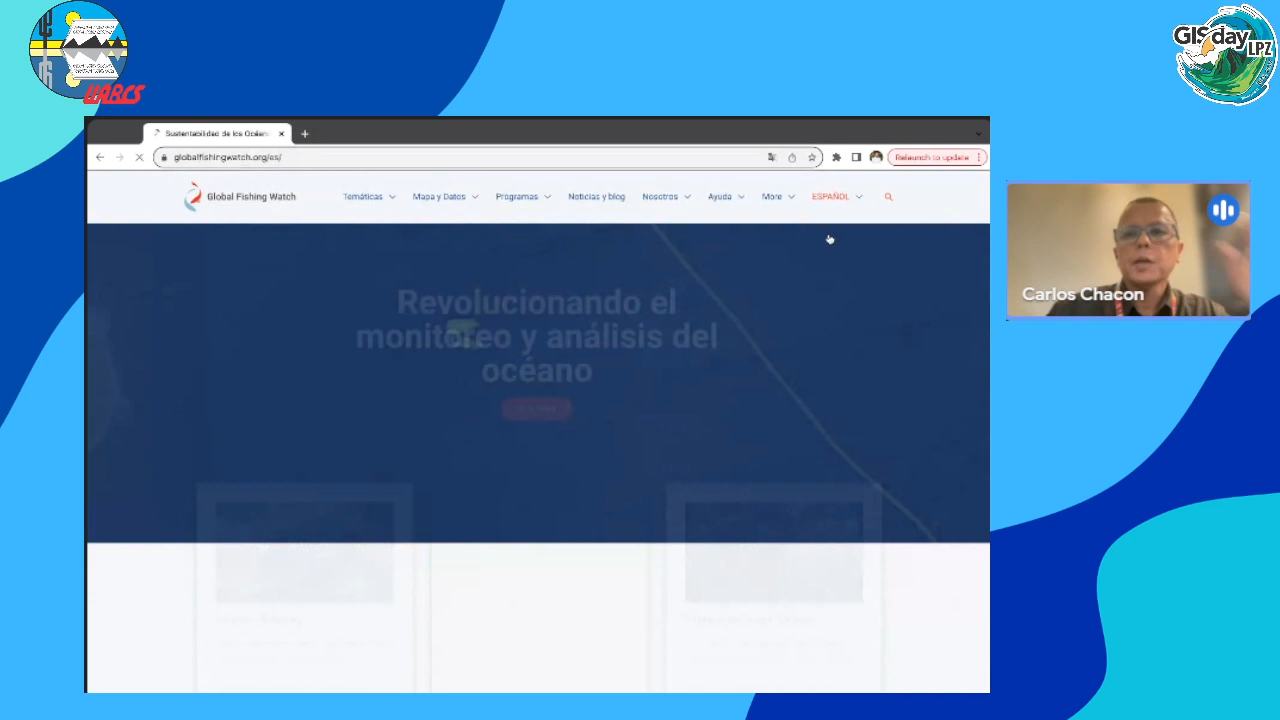 UABCS
GISday
LPZ
Sustentabilidad de los Océan
globalfishingwatch.org/es/
Relaunch to update
Global Fishing Watch
Temáticas
Mapa y Datos
Programas
Noticias y blog
Nosotros
Ayuda
More
ESPAÑOL
Revolucionando el
monitoreo y análisis del
océano
Carlos Chacon